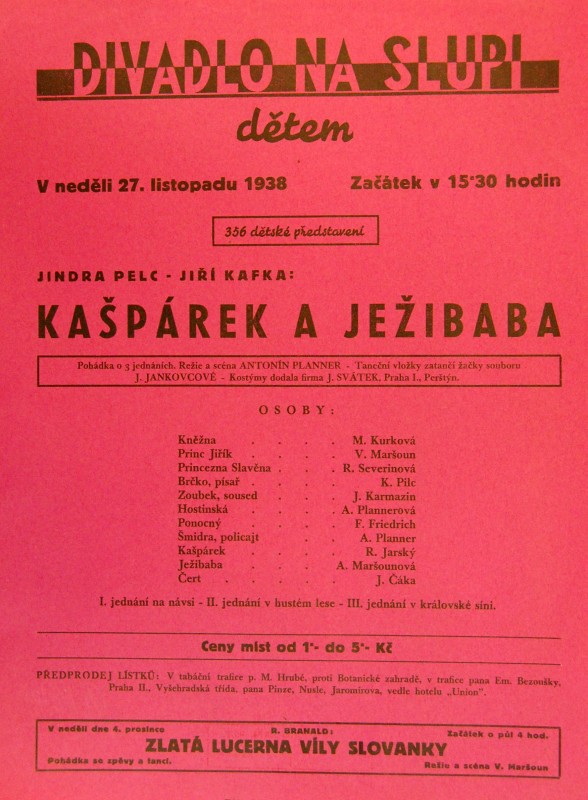 DIVADLO NA SLUPI
dětem
V neděli 27. listopadu 1938 Začátek v 15·30 hodin
356 dětské představení
JINDRA PELC - JIŘÍ KAFKA:
KAŠPÁREK A JEŽIBABA
Pohádka o 3 jednáních. Režie a scéna ANTONÍN PLANNER - Taneční vložky zatančí žačky souboru
J. JANKOVCOVÉ - Kostýmy dodala firma J. SVÁTEK, Praha I., Perštýn.
OSOBY:
Kněžna . . . . M. Kurková
Princ Jiřík . . . . V. Maršoun
Princezna Slavěna . . . R. Severinová
Brčko, písař . . . . K. Pilc
Zoubek, soused . . . J. Karmazin
Hostinská . . . . A. Plannerová
Ponocný . . . . F. Friedrich
Šmidra, policajt . . . A. Planner
Kašpárek . . . . R. Jarský
Ježibaba . . . . A. Maršounová
Čert . . . . . J. Čáka
I. jednání na návsi - II. jednání v hustém lese - III. jednání v královské síni.
Ceny míst od 1·- do 5·- Kč
PŘEDPRODEJ LÍSTKŮ: V tabáční trafice p. M. Hrubé, proti Botanické zahradě, v trafice pana Em. Bezoušky,
Praha II., Vyšehradská třída, pana Pinze, Nusle, Jaromírova, vedle hotelu „Union".
V neděli dne 4. prosince R. BRANALD: Začátek o půl 4 hod.
ZLATÁ LUCERNA VÍLY SLOVANKY
Pohádka se zpěvy a tanci. Režie a scéna V. Maršoun